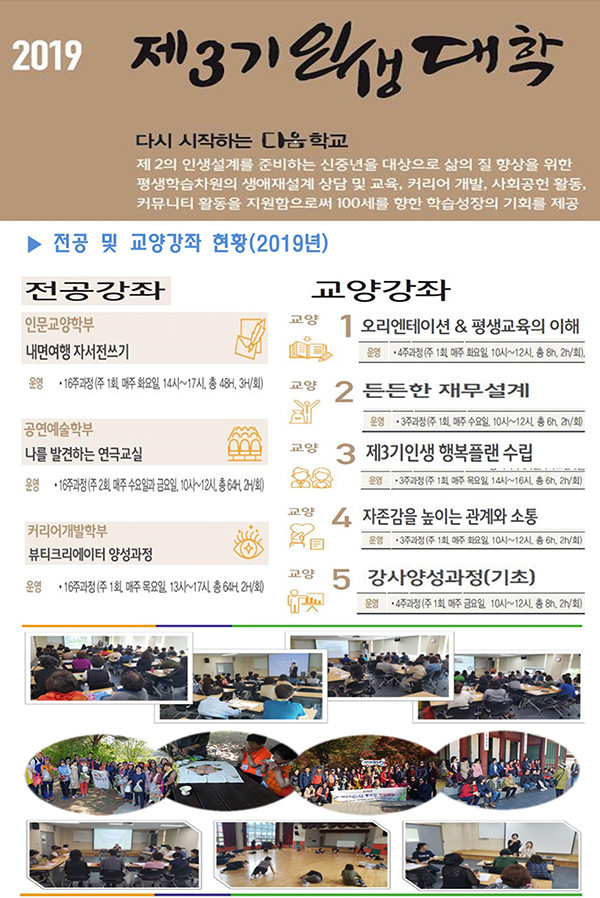 2019
제3기인생대학
다시 시작하는 다움학교
제 2의 인생설계를 준비하는 신중년을 대상으로 삶의 질 향상을 위한
평생학습차원의 생애재설계 상담 및 교육, 커리어 개발, 사회공헌 활동,
커뮤니티 활동을 지원함으로써 100세를 향한 학습성장의 기회를 제공
▶ 전공 및 교양강좌 현황(2019년)
전공강좌
인문교양학부
내면여행 자서전쓰기
운영 • 16주과정 (주 1회, 매주 화요일, 14시~17시, 총 48H, 3H/회)
공연예술학부
나를 발견하는 연극교실
운영 • 16주과정 (주 2회, 매주 수요일과 금요일, 10시~12시, 총 64H, 2H/회)
커리어개발학부
뷰티크리에이터 양성과정
운영 • 16주과정 (주 1회, 매주 목요일, 13시~17시, 총 64H, 2H/회)
교양강좌
교양 1 오리엔테이션 & 평생교육의 이해
운영 • 4주과정(주 1회, 매주 화요일, 10시~12시, 총 8h, 2h/회),
교양 2 든든한 재무설계
운영 • 3주과정(주 1회, 매주 수요일, 10시~12시, 총 6h, 2h/회)
교양 3 제3기인생 행복플랜 수립
운영 • 3주과정(주 1회, 매주 목요일, 14시~16시, 총 6h, 2h/회)
교양 4 자존감을 높이는 관계와 소통
운영 • 3주과정(주 1회, 매주 화요일, 10시~12시, 총 6h, 2h/회)
교양 5 강사양성과정(기초)
운영 • 4주과정(주 1회, 매주 금요일, 10시~12시, 총 8h, 2h/회)